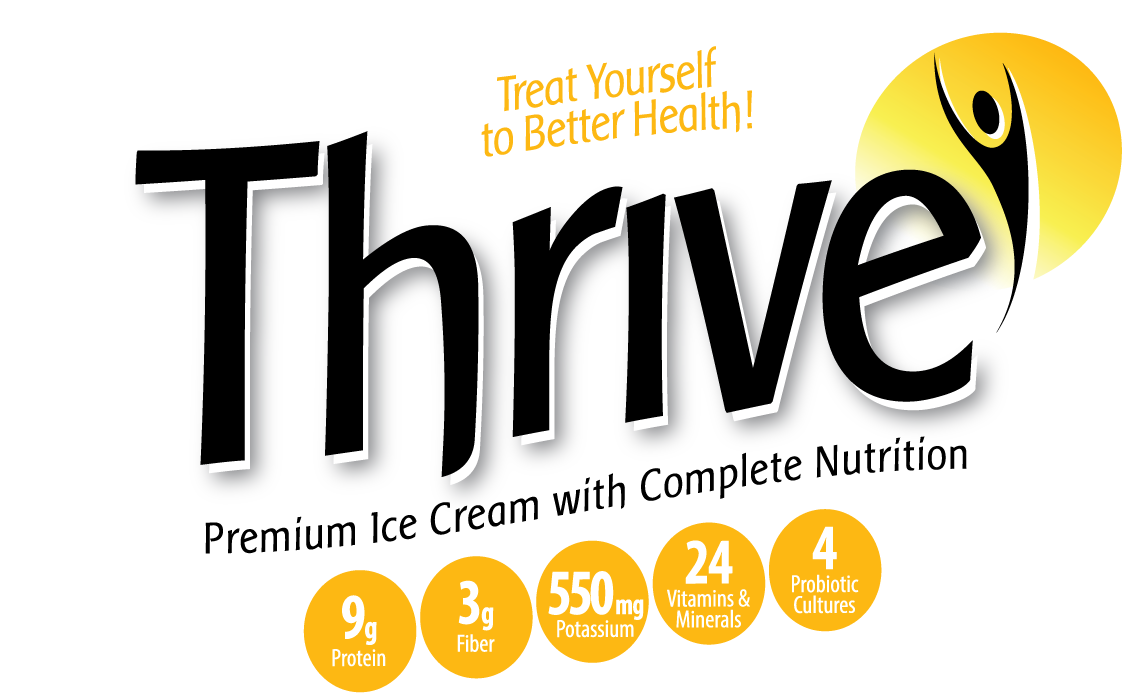 Treat Yourself
to Better Health!
Thrive
Premium Ice Cream with Complete Nutrition
9g
Protein
3g
Fiber
550mg
Potassium
24
Vitamins &
Minerals
4
Probiotic
Cultures